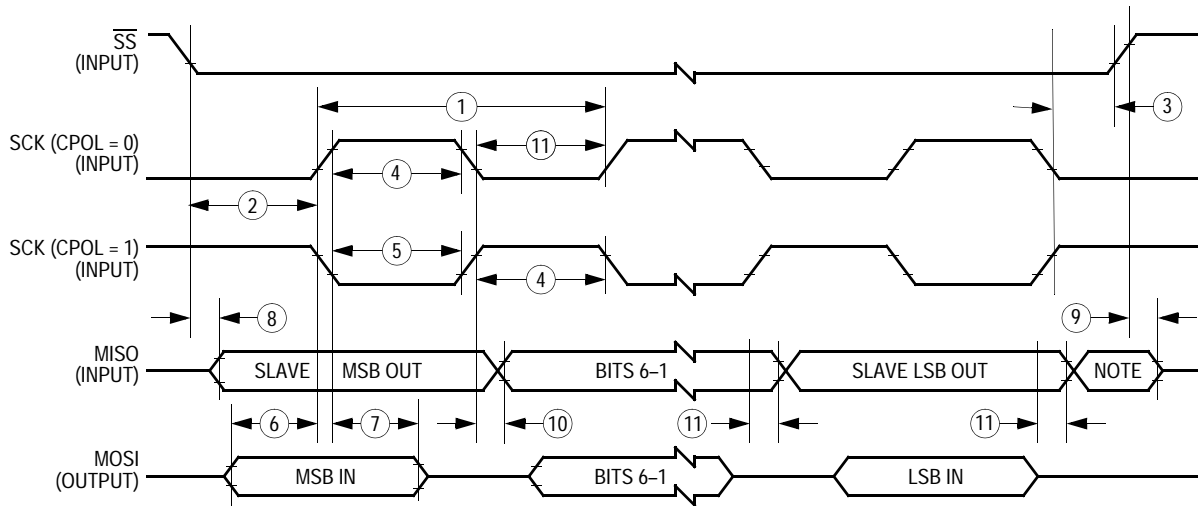 SS
(INPUT)
1
3
SCK (CPOL = 0)
(INPUT)
11
4
2
SCK (CPOL = 1)
(INPUT)
5
4
8
9
MISO
(INPUT)
SLAVE MSB OUT
BITS 6–1
SLAVE LSB OUT
NOTE
6
7
10
11
11
MOSI
(OUTPUT)
MSB IN
BITS 6–1
LSB IN